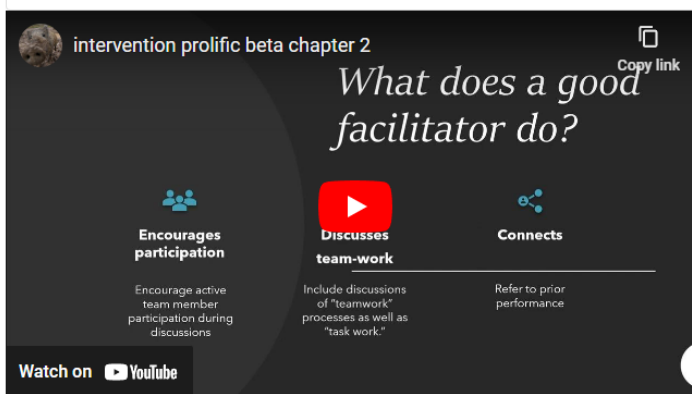 intervention prolific beta chapter 2
Copy link
What does a good
facilitator do?
Encourages
participation
Encourage active
team member
participation during
discussions
Discusses
team-work
Include discussions
of "teamwork"
processes as well as
"task work."
Connects
Refer to prior
performance
Watch on YouTube